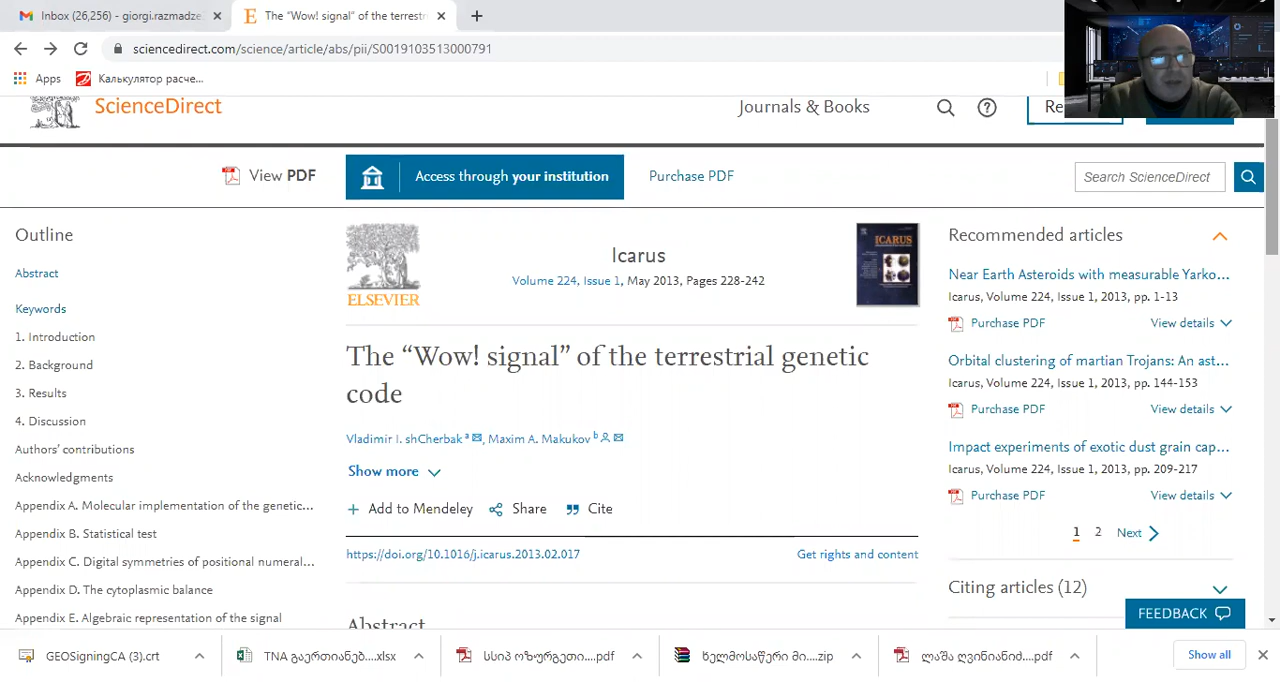 Inbox (26,256) - giorgi.razmadze
The "Wow! signal" of the terrestr
sciencedirect.com/science/article/abs/pii/S0019103513000791
Apps
Калькулятор расче...
ScienceDirect
Journals & Books
Re
View PDF
Access through your institution
Purchase PDF
Search ScienceDirect
Outline
Abstract
Keywords
1. Introduction
2. Background
3. Results
4. Discussion
Authors' contributions
Acknowledgments
Appendix A. Molecular implementation of the genetic...
Appendix B. Statistical test
Appendix C. Digital symmetries of positional numeral...
Appendix D. The cytoplasmic balance
Appendix E. Algebraic representation of the signal
ELSEVIER
Icarus
Volume 224, Issue 1, May 2013, Pages 228-242
ICARUS
The “Wow! signal” of the terrestrial genetic
code
Vladimir I. shCherbak a, Maxim A. Makukov b
Show more
Add to Mendeley
Share
Cite
https://doi.org/10.1016/j.icarus.2013.02.017
Get rights and content
Abstract
Recommended articles
Near Earth Asteroids with measurable Yarko...
Icarus, Volume 224, Issue 1, 2013, pp. 1-13
Purchase PDF
View details
Orbital clustering of martian Trojans: An ast...
Icarus, Volume 224, Issue 1, 2013, pp. 144-153
Purchase PDF
View details
Impact experiments of exotic dust grain cap...
Icarus, Volume 224, Issue 1, 2013, pp. 209-217
Purchase PDF
View details
1 2 Next
Citing articles (12)
FEEDBACK
GEOSigningCA (3).crt
TNA გაერთიანებ....xlsx
სსიპ ოზურგეთი....pdf
ხელმოსაწერი მი....zip
ლაშა ღვინიანიძ....pdf
Show all